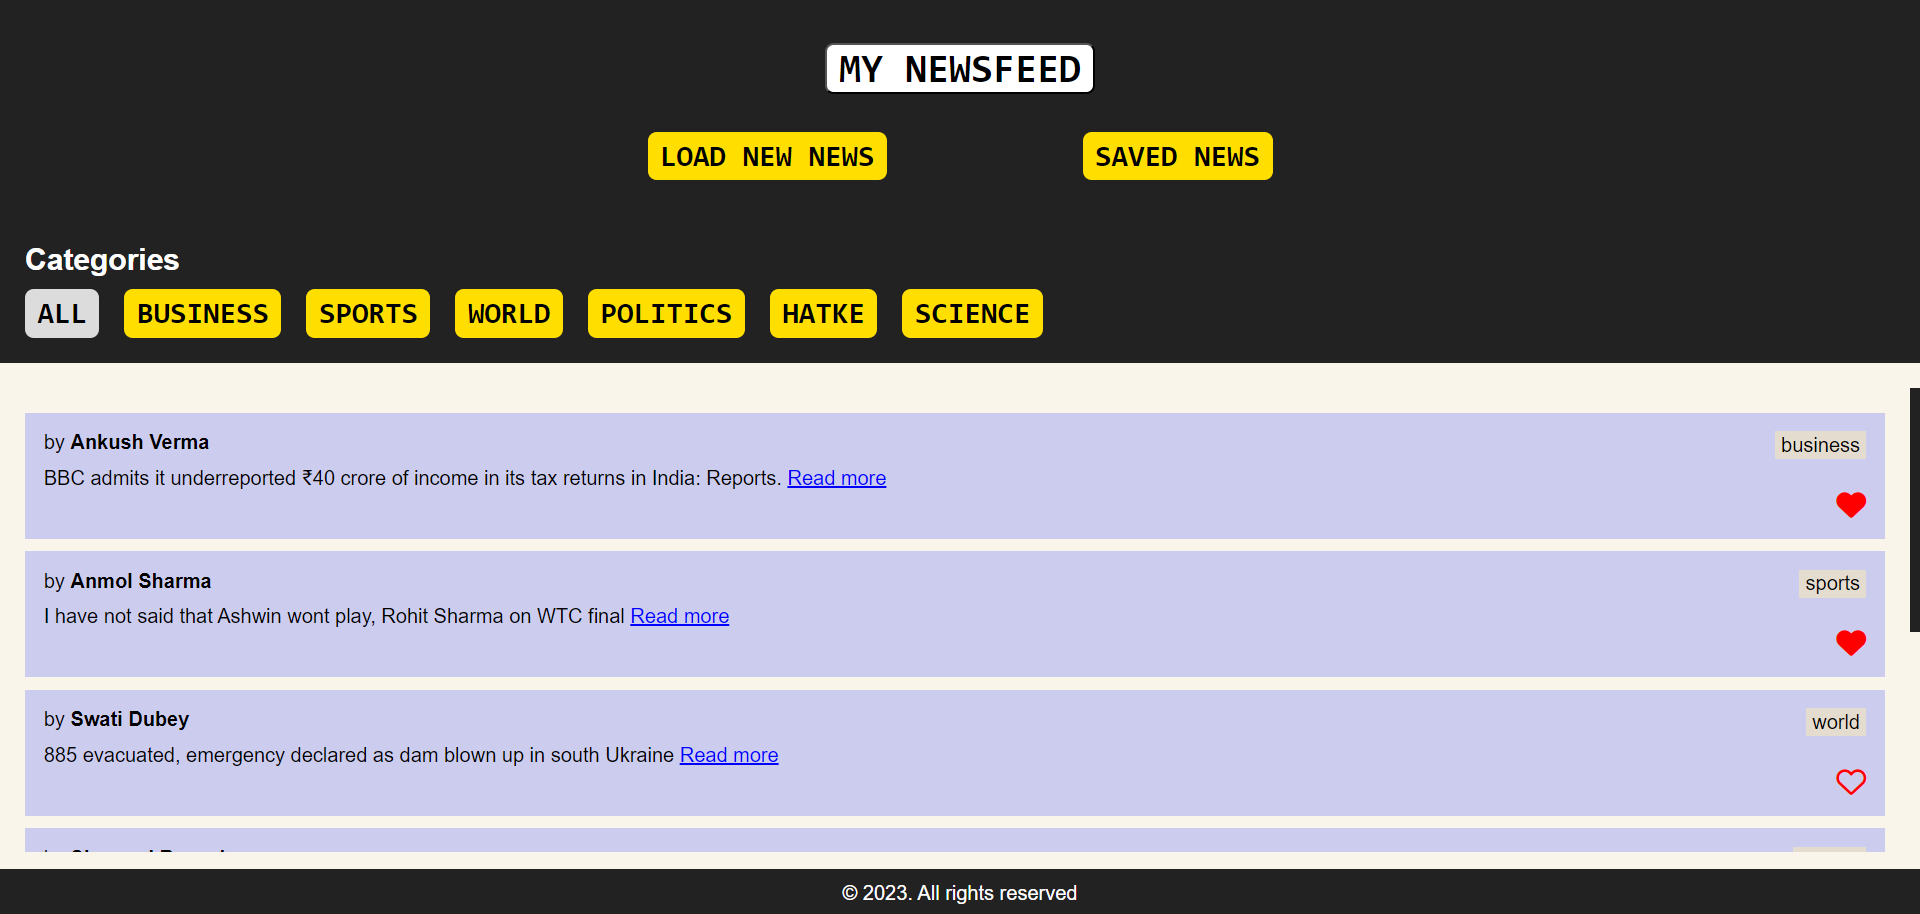 MY NEWSFEED
LOAD NEW NEWS
SAVED NEWS
Categories
ALL BUSINESS SPORTS WORLD POLITICS HATKE SCIENCE
by Ankush Verma
business
BBC admits it underreported ₹40 crore of income in its tax returns in India: Reports. Read more
by Anmol Sharma
sports
I have not said that Ashwin wont play, Rohit Sharma on WTC final Read more
by Swati Dubey
world
885 evacuated, emergency declared as dam blown up in south Ukraine Read more
© 2023. All rights reserved